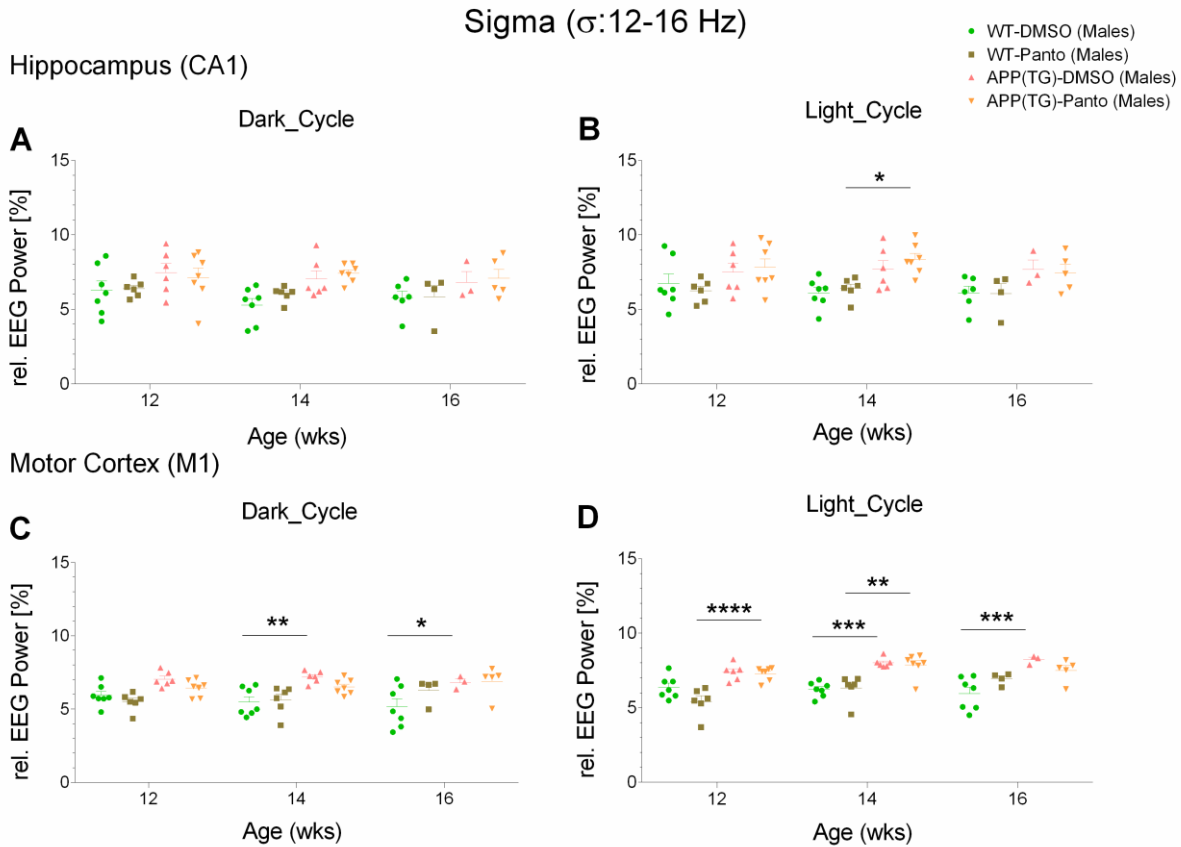 Sigma (σ:12-16 Hz)
WT-DMSO (Males)
WT-Panto (Males)
APP(TG)-DMSO (Males)
APP(TG)-Panto (Males)
Hippocampus (CA1)
A
Dark_Cycle
rel. EEG Power [%]
15
10
5
0
12
14
16
Age (wks)
B
Light_Cycle
rel. EEG Power [%]
15
10
5
0
*
12
14
16
Age (wks)
Motor Cortex (M1)
C
Dark_Cycle
rel. EEG Power [%]
15
10
5
0
**
*
12
14
16
Age (wks)
D
Light_Cycle
rel. EEG Power [%]
15
10
5
0
****
***
**
***
12
14
16
Age (wks)